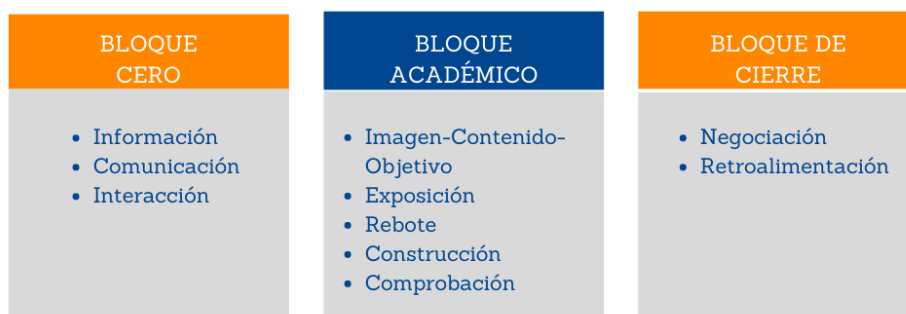 BLOQUE
CERO
• Información
• Comunicación
• Interacción
BLOQUE
ACADÉMICO
• Imagen-Contenido-
Objetivo
• Exposición
• Rebote
• Construcción
• Comprobación
BLOQUE DE
CIERRE
• Negociación
• Retroalimentación